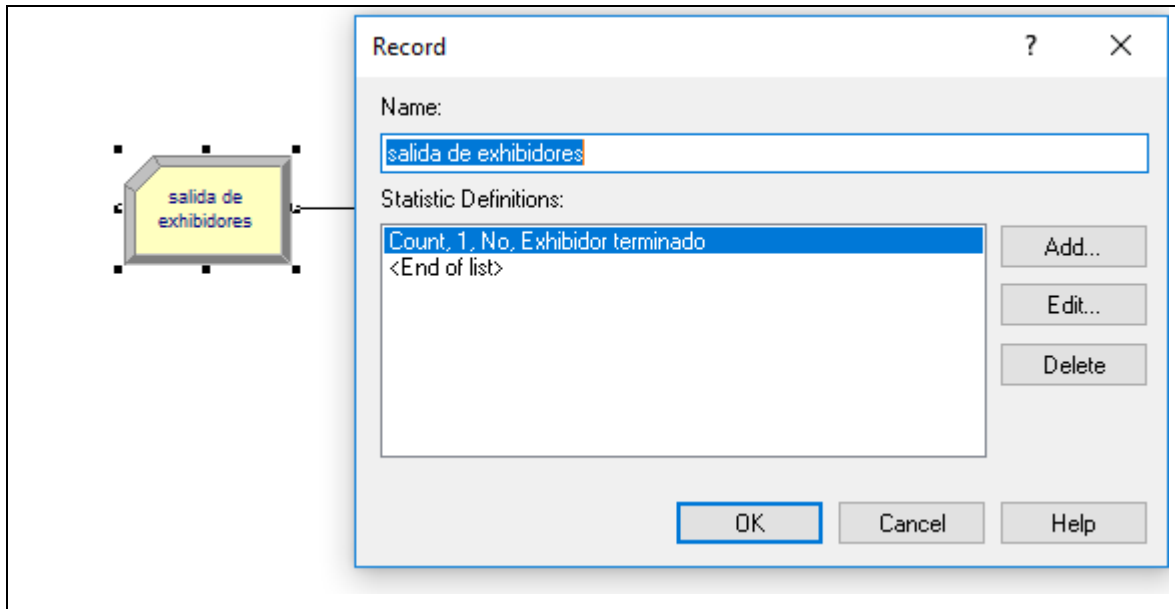 salida de
exhibidores
Record
? X
Name:
salida de exhibidores
Statistic Definitions:
Count, 1, No, Exhibidor terminado
<End of list>
Add...
Edit...
Delete
OK Cancel Help